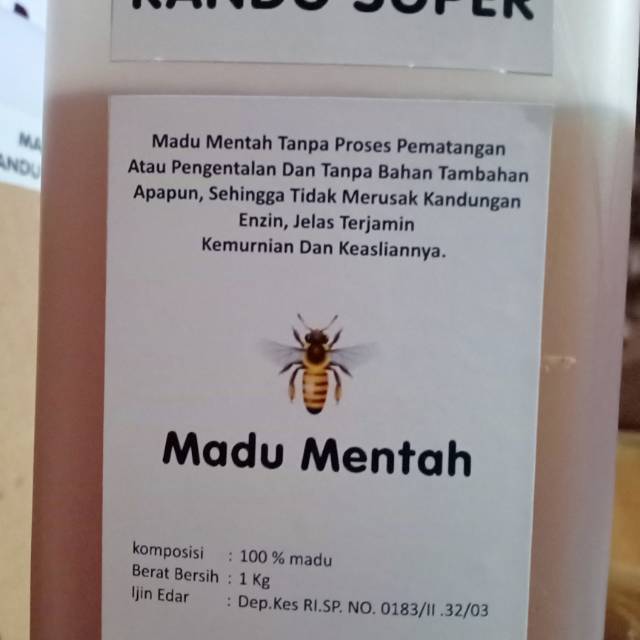 RANDU SUPER
Madu Mentah Tanpa Proses Pematangan
Atau Pengentalan Dan Tanpa Bahan Tambahan
Apapun, Sehingga Tidak Merusak Kandungan
Enzin, Jelas Terjamin
Kemurnian Dan Keasliannya.
Madu Mentah
komposisi : 100 % madu
Berat Bersih : 1 Kg
Ijin Edar : Dep.Kes RI.SP. NO. 0183/II .32/03